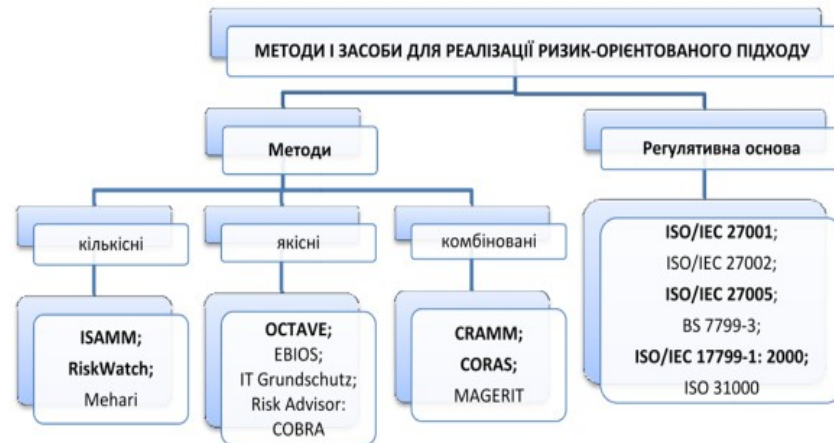 МЕТОДИ І ЗАСОБИ ДЛЯ РЕАЛІЗАЦІЇ РИЗИК-ОРІЄНТОВАНОГО ПІДХОДУ
Методи
Регулятивна основа
кількісні
якісні
комбіновані
ISAMM;
RiskWatch;
Mehari
OCTAVE;
EBIOS;
IT Grundschutz;
Risk Advisor:
COBRA
CRAMM;
CORAS;
MAGERIT
ISO/IEC 27001;
ISO/IEC 27002;
ISO/IEC 27005;
BS 7799-3;
ISO/IEC 17799-1: 2000;
ISO 31000